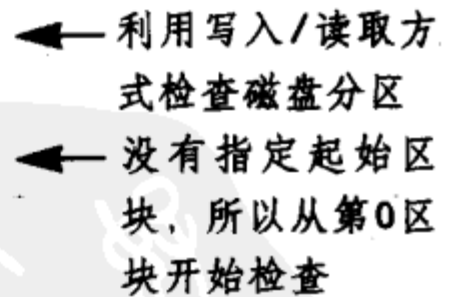 利用写入/读取方
式检查磁盘分区
没有指定起始区
块，所以从第0区
块开始检查